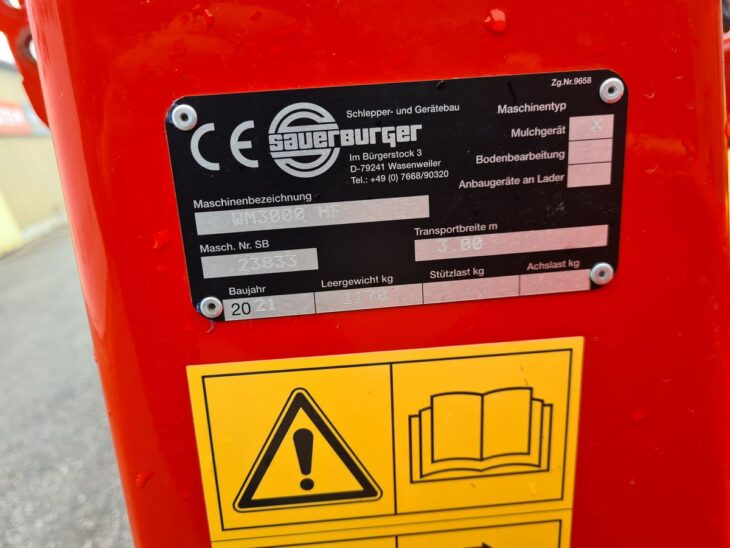 Zg.Nr.9658
CE
sauerburger
Schlepper- und Gerätebau
Im Bürgerstock 3
D-79241 Wasenweiler
Tel.: +49 (0) 7668/90320
Maschinentyp
Mulchgerät X
Bodenbearbeitung
Anbaugeräte an Lader
Maschinenbezeichnung
WM3000 HF
Masch. Nr. SB
23833
Transportbreite m
3.00
Baujahr
2021
Leergewicht kg
1170
Stützlast kg
Achslast kg